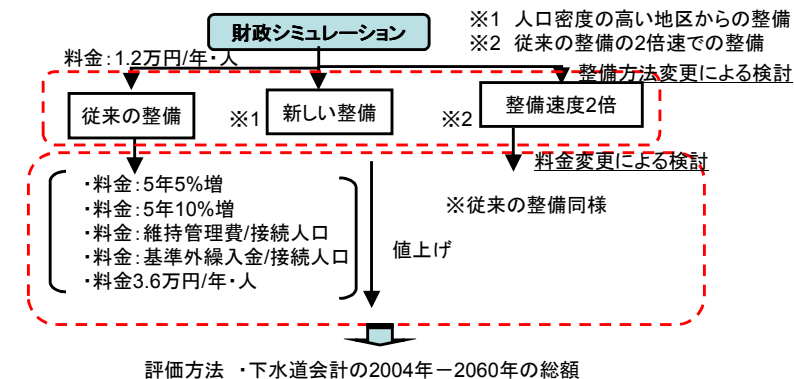 財政シミュレーション
※1 人口密度の高い地区からの整備
※2 従来の整備の2倍速での整備
料金:1.2万円/年・人
整備方法変更による検討
従来の整備
※1
新しい整備
※2
整備速度2倍
料金変更による検討
・料金:5年5%増
・料金:5年10%増
・料金:維持管理費/接続人口
・料金:基準外繰入金/接続人口
・料金3.6万円/年・人
値上げ
※従来の整備同様
評価方法 ・下水道会計の2004年-2060年の総額